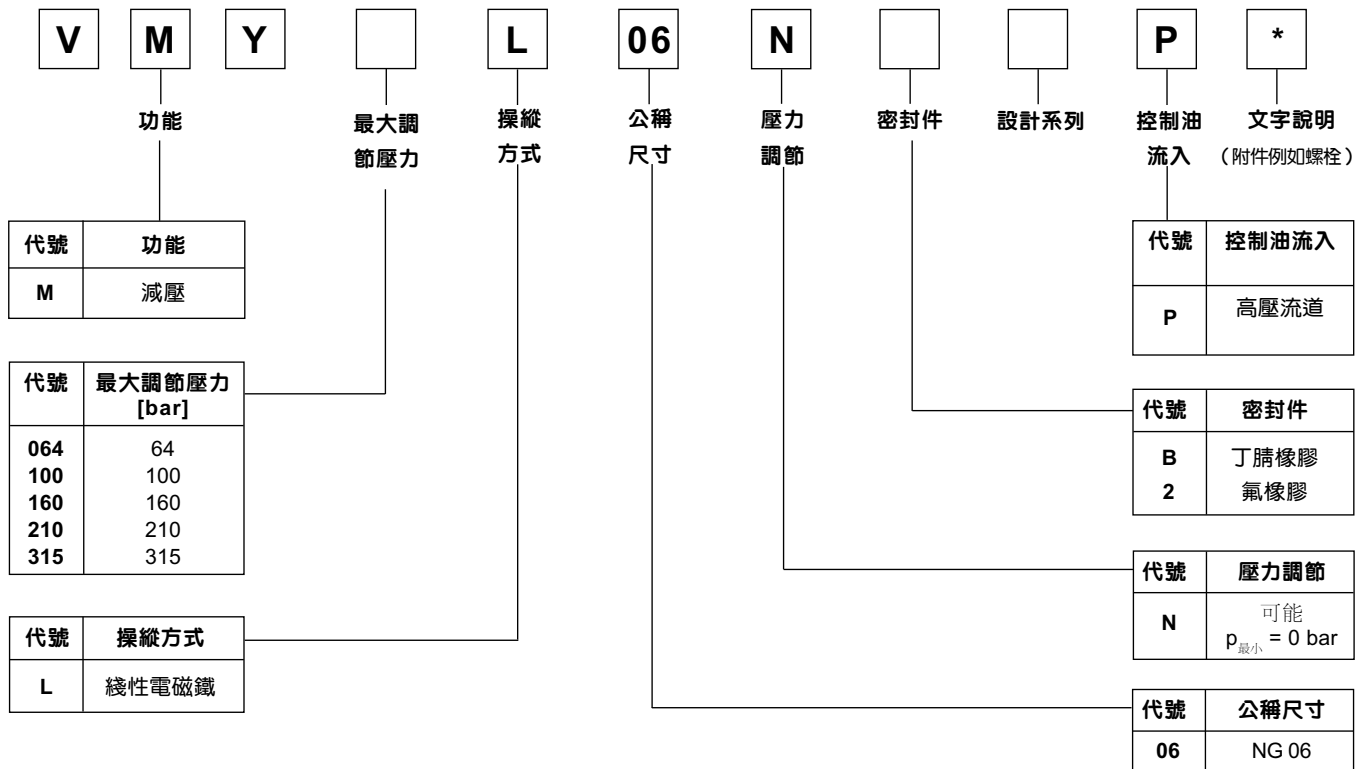 V M Y L 06 N P *
功能
最大調
節壓力
操縱
方式
公稱
尺寸
壓力
調節
密封件
設計系列
控制油
流入
文字說明
（附件例如螺栓）
代號 功能
M 減壓
代號 最大調節壓力
[bar]
064 64
100 100
160 160
210 210
315 315
代號 操縱方式
L 綫性電磁鐵
代號 控制油流入
P 高壓流道
代號 密封件
B 丁腈橡膠
2 氟橡膠
代號 壓力調節
N 可能
p最小 = 0 bar
代號 公稱尺寸
06 NG 06